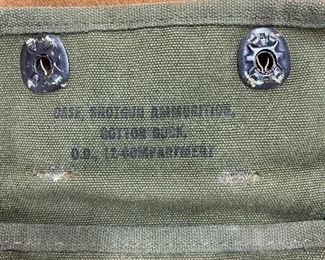 CASE, SHOTGUN AMMUNITION,
COTTON DUCK,
O.D., 12-COMPARTMENT